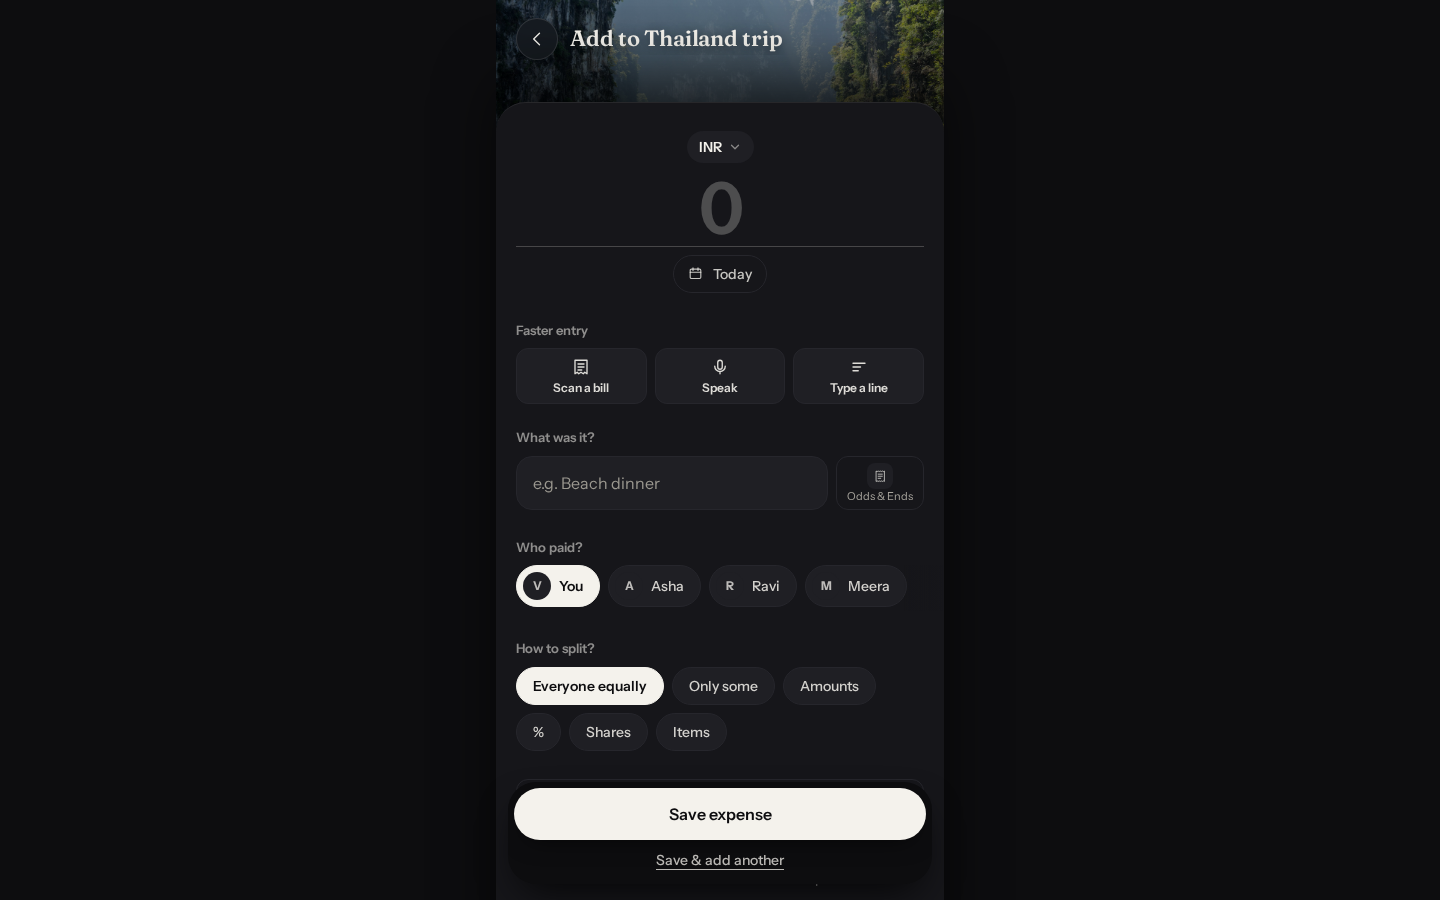 Add to Thailand trip
INR
0
Today
Faster entry
Scan a bill
Speak
Type a line
What was it?
e.g. Beach dinner
Odds & Ends
Who paid?
V You
A Asha
R Ravi
M Meera
How to split?
Everyone equally
Only some
Amounts
%
Shares
Items
Save expense
Save & add another